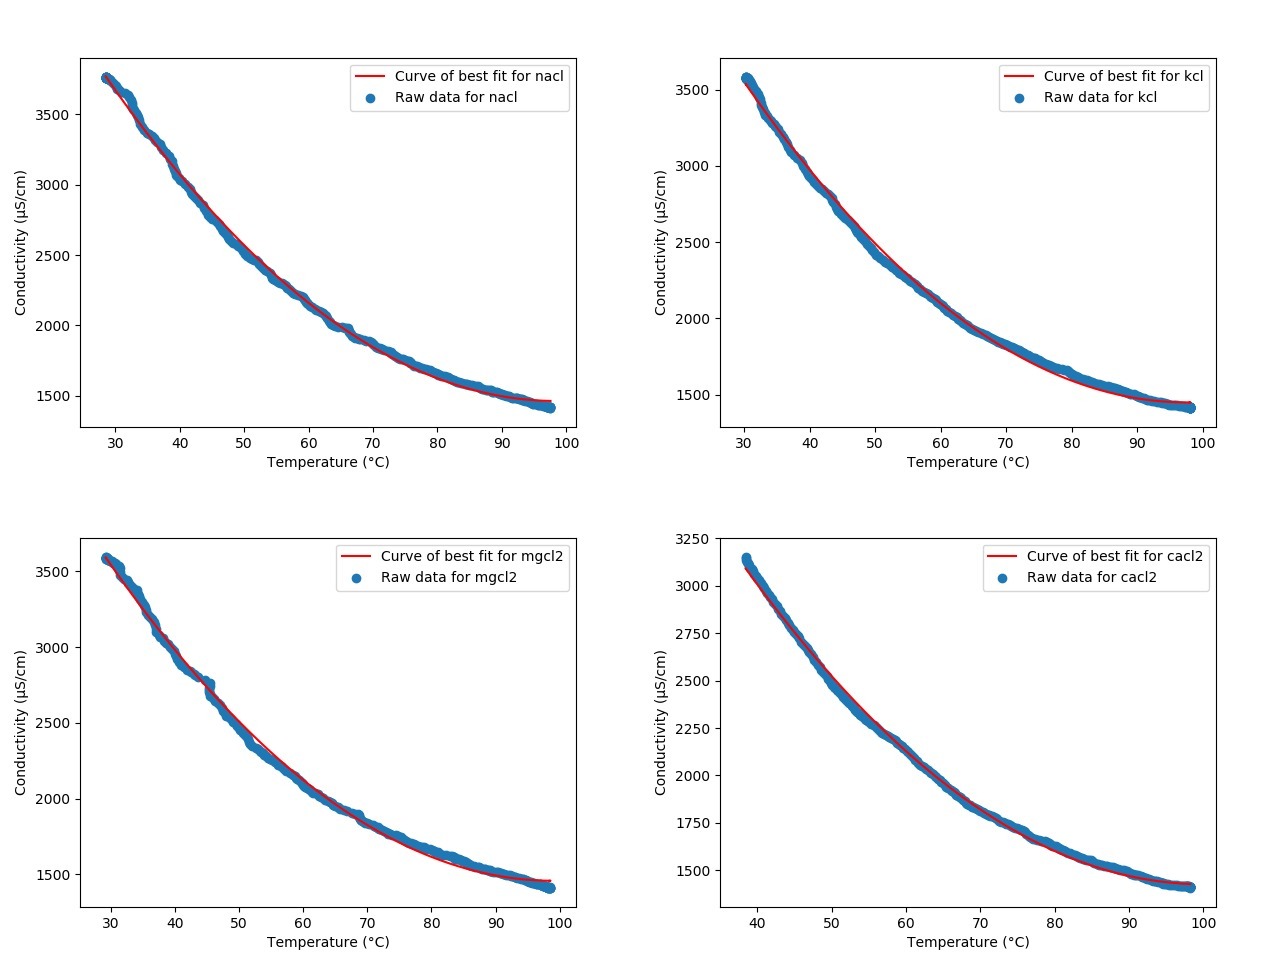 Curve of best fit for nacl
Raw data for nacl
3500
3000
2500
2000
1500
Conductivity (µS/cm)
30 40 50 60 70 80 90 100
Temperature (°C)
Curve of best fit for kcl
Raw data for kcl
3500
3000
2500
2000
1500
Conductivity (µS/cm)
30 40 50 60 70 80 90 100
Temperature (°C)
Curve of best fit for mgcl2
Raw data for mgcl2
3500
3000
2500
2000
1500
Conductivity (µS/cm)
30 40 50 60 70 80 90 100
Temperature (°C)
Curve of best fit for cacl2
Raw data for cacl2
3250
3000
2750
2500
2250
2000
1750
1500
Conductivity (µS/cm)
40 50 60 70 80 90 100
Temperature (°C)